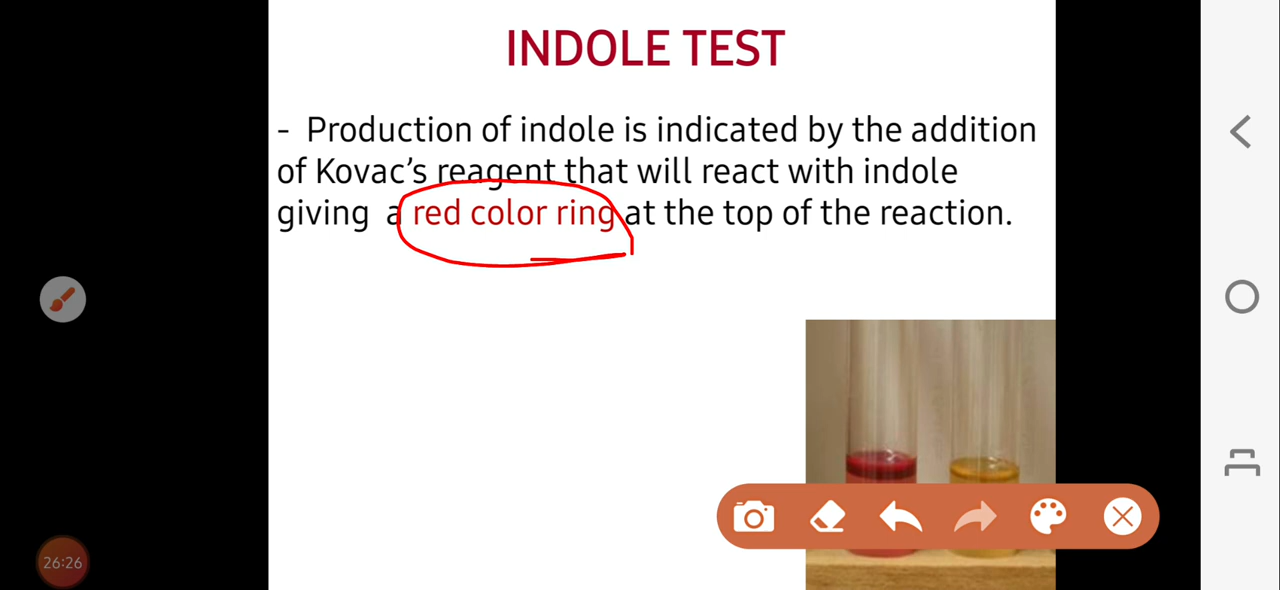 INDOLE TEST
- Production of indole is indicated by the addition
of Kovac’s reagent that will react with indole
giving a red color ring at the top of the reaction.
26:26